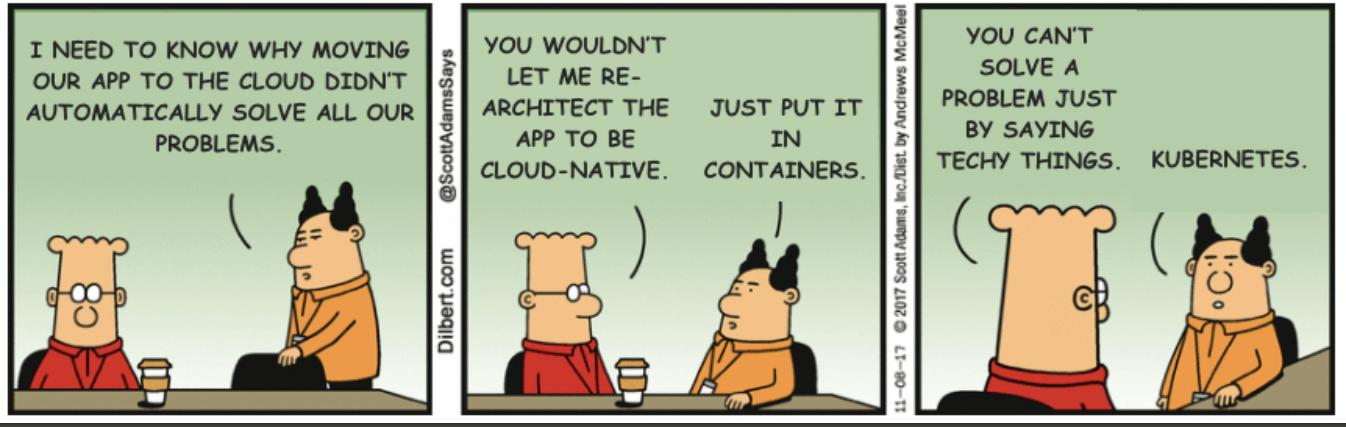 I NEED TO KNOW WHY MOVING
OUR APP TO THE CLOUD DIDN'T
AUTOMATICALLY SOLVE ALL OUR
PROBLEMS.
Dilbert.com @ScottAdamsSays
YOU WOULDN'T
LET ME RE-
ARCHITECT THE
APP TO BE
CLOUD-NATIVE.
JUST PUT IT
IN
CONTAINERS.
11-08-17 © 2017 Scott Adams, Inc./Dist. by Andrews McMeel
YOU CAN'T
SOLVE A
PROBLEM JUST
BY SAYING
TECHY THINGS.
KUBERNETES.